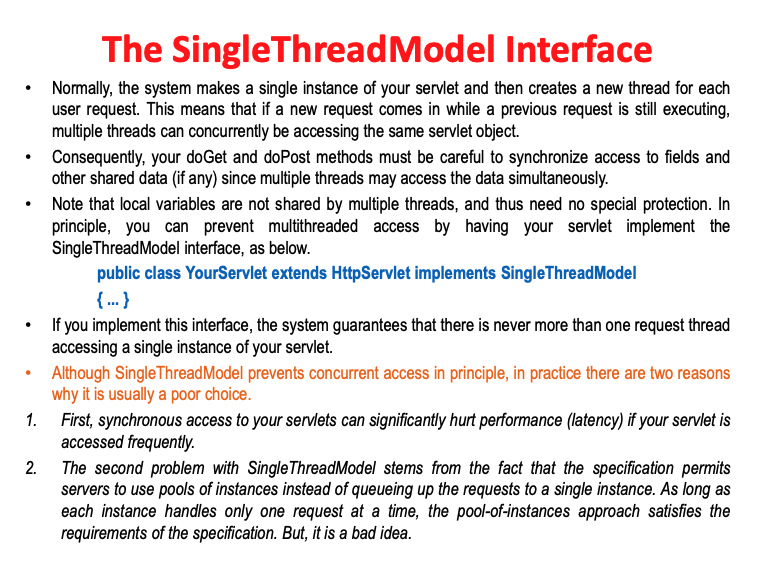 The SingleThreadModel Interface
• Normally, the system makes a single instance of your servlet and then creates a new thread for each
user request. This means that if a new request comes in while a previous request is still executing,
multiple threads can concurrently be accessing the same servlet object.
• Consequently, your doGet and doPost methods must be careful to synchronize access to fields and
other shared data (if any) since multiple threads may access the data simultaneously.
• Note that local variables are not shared by multiple threads, and thus need no special protection. In
principle, you can prevent multithreaded access by having your servlet implement the
SingleThreadModel interface, as below.
public class YourServlet extends HttpServlet implements SingleThreadModel
{ ... }
• If you implement this interface, the system guarantees that there is never more than one request thread
accessing a single instance of your servlet.
• Although SingleThreadModel prevents concurrent access in principle, in practice there are two reasons
why it is usually a poor choice.
1. First, synchronous access to your servlets can significantly hurt performance (latency) if your servlet is
accessed frequently.
2. The second problem with SingleThreadModel stems from the fact that the specification permits
servers to use pools of instances instead of queueing up the requests to a single instance. As long as
each instance handles only one request at a time, the pool-of-instances approach satisfies the
requirements of the specification. But, it is a bad idea.